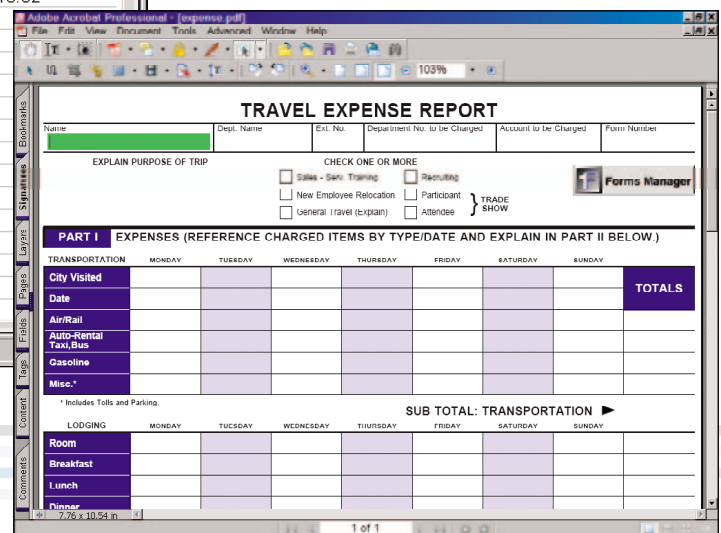 Adobe Acrobat Professional - [expense.pdf]
File Edit View Document Tools Advanced Window Help
103%
TRAVEL EXPENSE REPORT
Name Dept. Name Ext. No. Department No. to be Charged Account to be Charged Form Number
EXPLAIN PURPOSE OF TRIP CHECK ONE OR MORE
Sales - Serv. Training Recruiting
Forms Manager
New Employee Relocation Participant
TRADE SHOW
General Travel (Explain) Attendee
PART I EXPENSES (REFERENCE CHARGED ITEMS BY TYPE/DATE AND EXPLAIN IN PART II BELOW.)
TRANSPORTATION MONDAY TUESDAY WEDNESDAY THURSDAY FRIDAY SATURDAY SUNDAY
City Visited
TOTALS
Date
Air/Rail
Auto-Rental
Taxi,Bus
Gasoline
Misc.*
* Includes Tolls and Parking.
SUB TOTAL: TRANSPORTATION
LODGING MONDAY TUESDAY WEDNESDAY THURSDAY FRIDAY SATURDAY SUNDAY
Room
Breakfast
Lunch
Dinner
7.76 x 10.54 in
1 of 1
Bookmarks
Signatures
Layers
Pages
Fields
Tags
Content
Comments